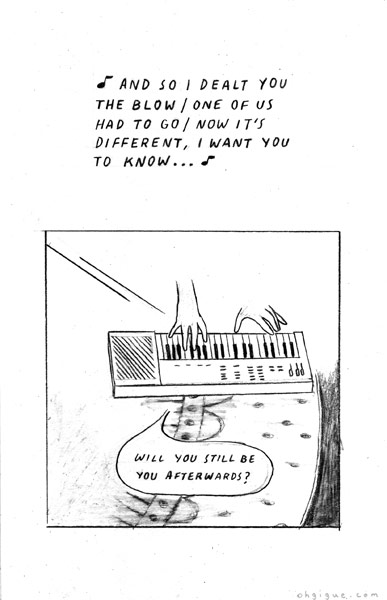 ♪ AND SO I DEALT YOU
THE BLOW / ONE OF US
HAD TO GO / NOW IT'S
DIFFERENT, I WANT YOU
TO KNOW... ♪
WILL YOU STILL BE
YOU AFTERWARDS?
ohgigue.com